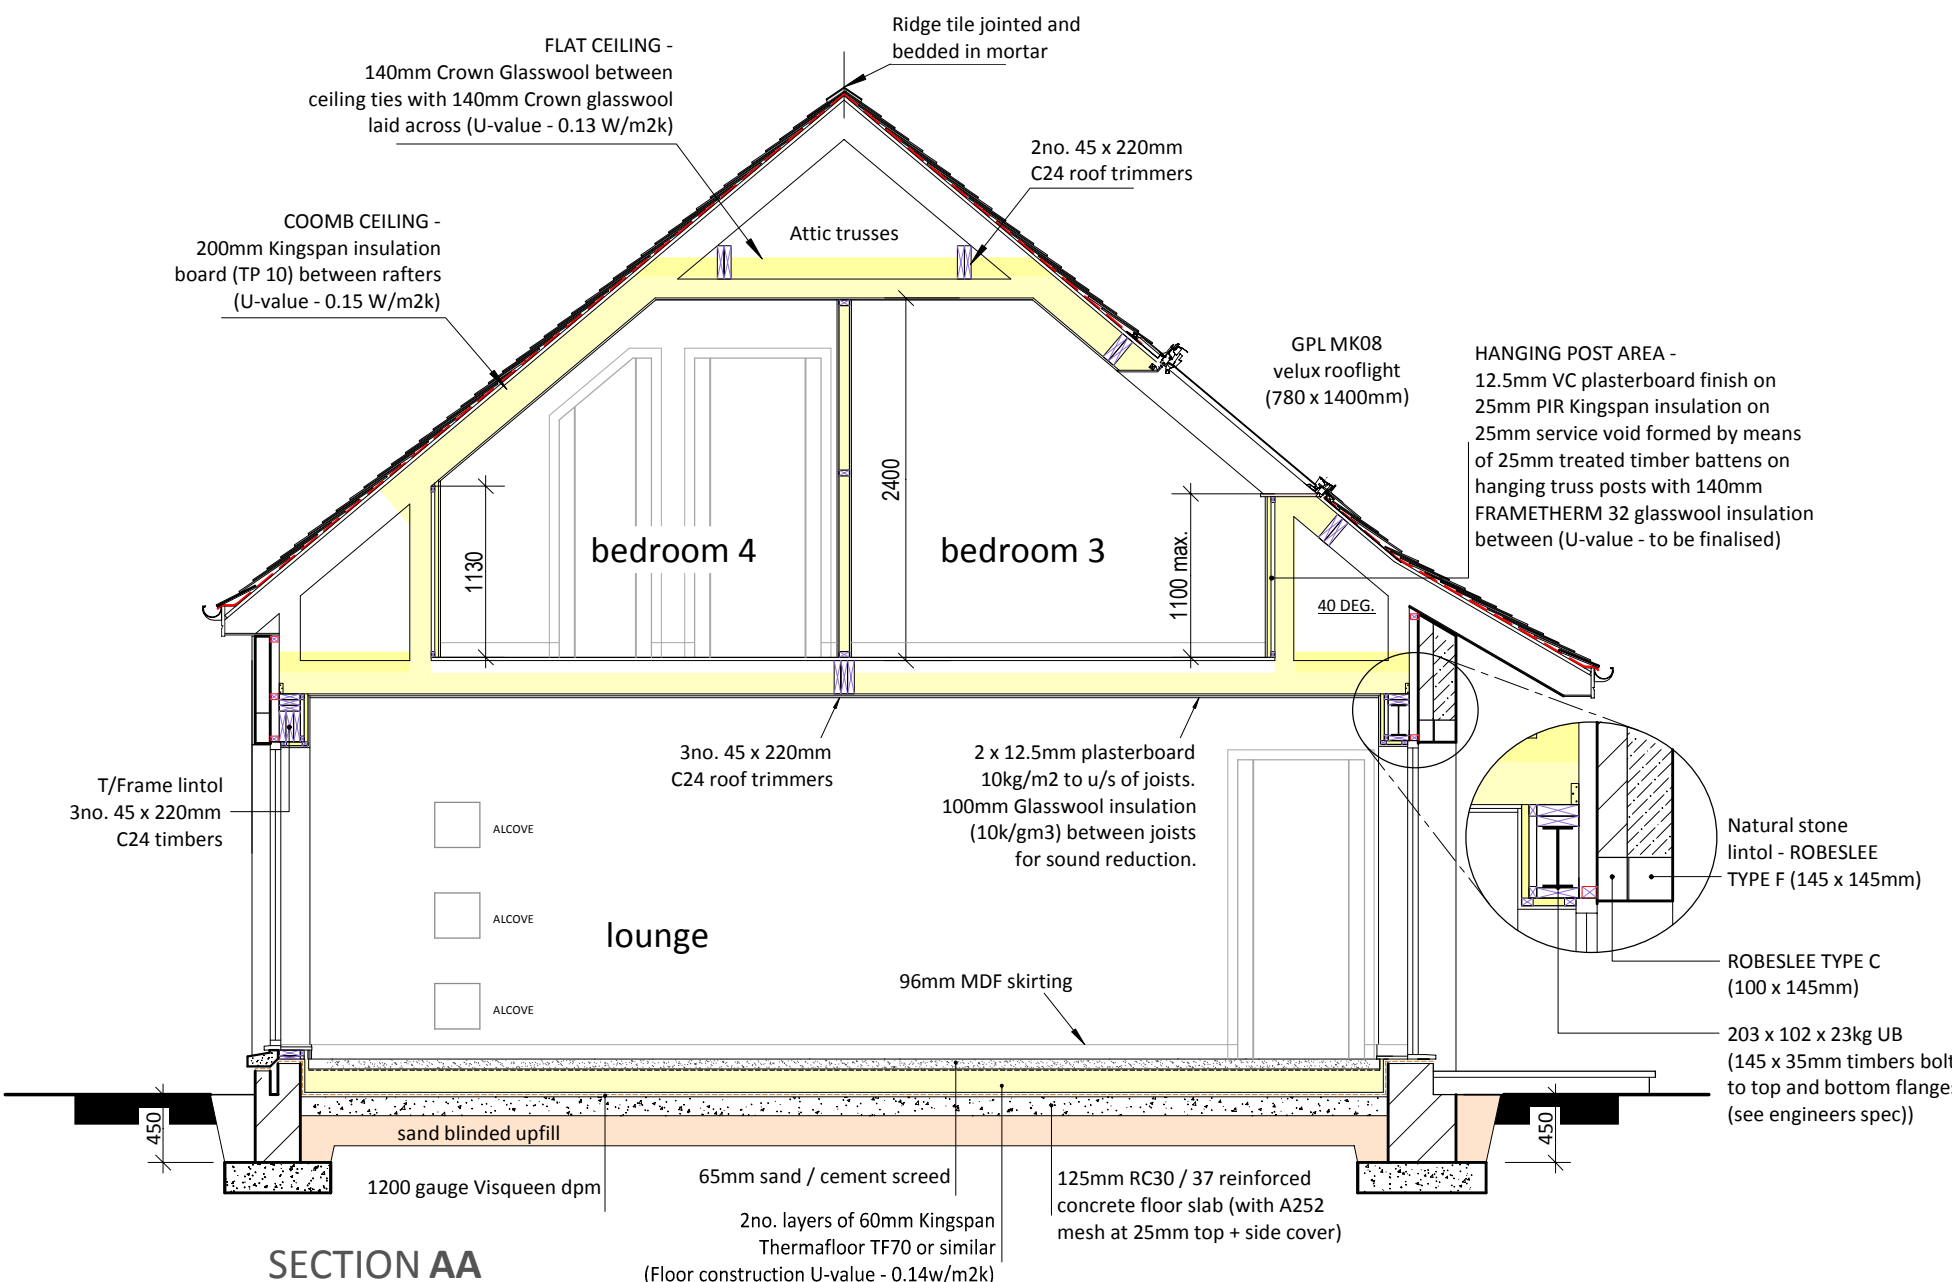 Ridge tile jointed and
bedded in mortar
FLAT CEILING -
140mm Crown Glasswool between
ceiling ties with 140mm Crown glasswool
laid across (U-value - 0.13 W/m2k)
2no. 45 x 220mm
C24 roof trimmers
COOMB CEILING -
200mm Kingspan insulation
board (TP 10) between rafters
(U-value - 0.15 W/m2k)
Attic trusses
GPL MK08
velux rooflight
(780 x 1400mm)
HANGING POST AREA -
12.5mm VC plasterboard finish on
25mm PIR Kingspan insulation on
25mm service void formed by means
of 25mm treated timber battens on
hanging truss posts with 140mm
FRAMETHERM 32 glasswool insulation
between (U-value - to be finalised)
2400
1130
1100 max.
bedroom 4
bedroom 3
40 DEG.
T/Frame lintol
3no. 45 x 220mm
C24 timbers
3no. 45 x 220mm
C24 roof trimmers
2 x 12.5mm plasterboard
10kg/m2 to u/s of joists.
100mm Glasswool insulation
(10k/gm3) between joists
for sound reduction.
ALCOVE
ALCOVE
ALCOVE
lounge
96mm MDF skirting
Natural stone
lintol - ROBESLEE
TYPE F (145 x 145mm)
ROBESLEE TYPE C
(100 x 145mm)
203 x 102 x 23kg UB
(145 x 35mm timbers bolt
to top and bottom flange
(see engineers spec))
450
450
sand blinded upfill
1200 gauge Visqueen dpm
65mm sand / cement screed
125mm RC30 / 37 reinforced
concrete floor slab (with A252
mesh at 25mm top + side cover)
2no. layers of 60mm Kingspan
Thermafloor TF70 or similar
(Floor construction U-value - 0.14w/m2k)
SECTION AA